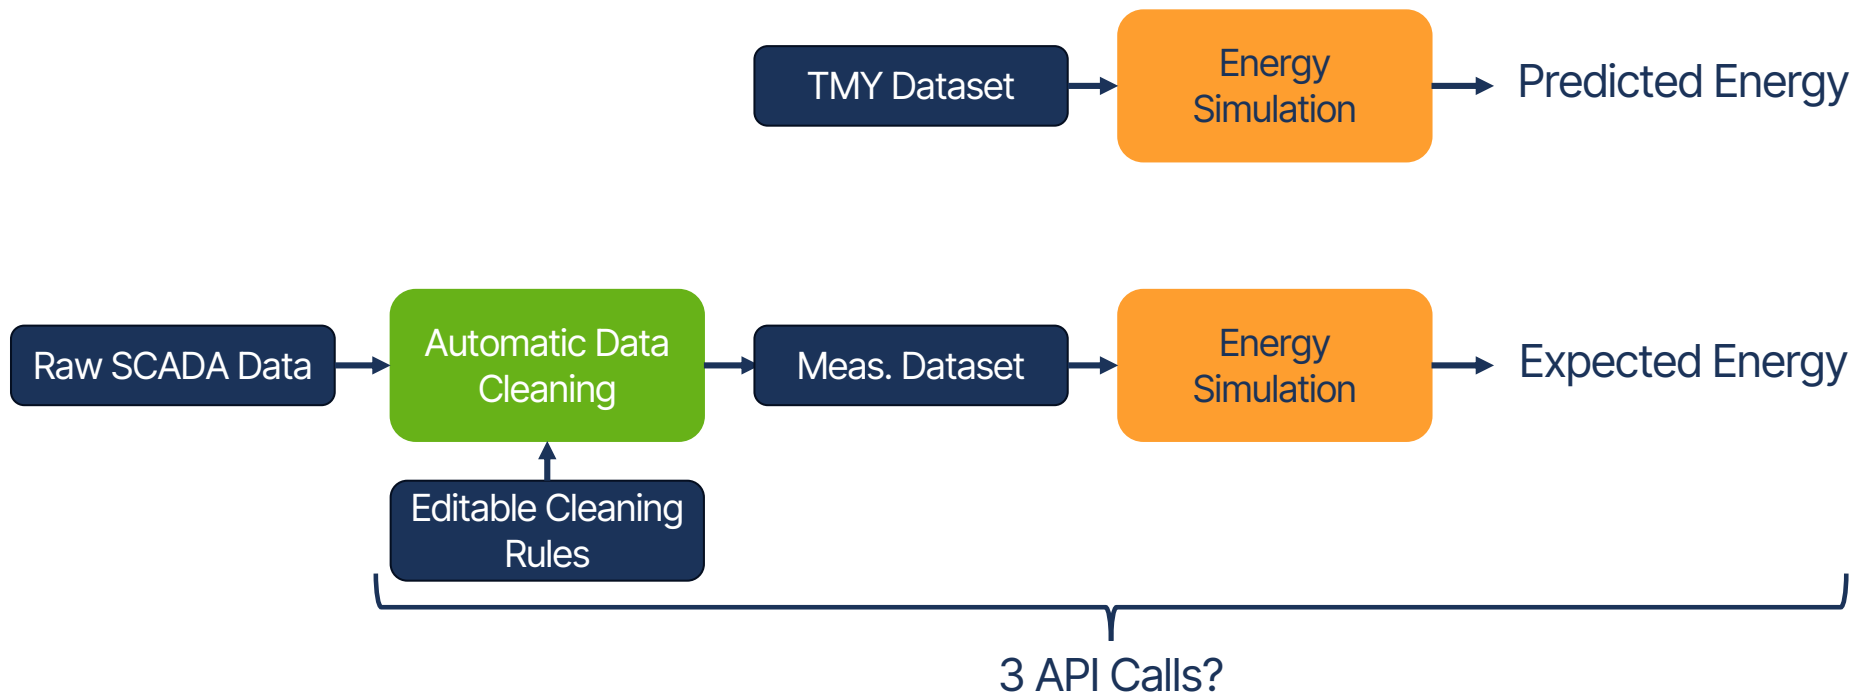 TMY Dataset
Energy
Simulation
Predicted Energy
Raw SCADA Data
Automatic Data
Cleaning
Meas. Dataset
Energy
Simulation
Expected Energy
Editable Cleaning
Rules
3 API Calls?